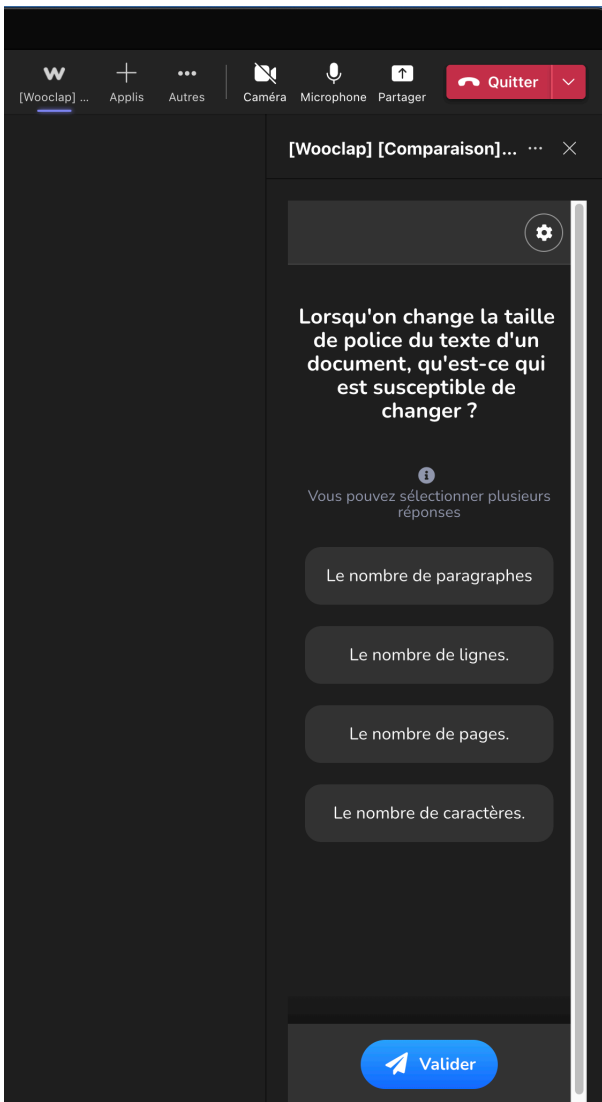 [Wooclap] ...
Applis
Autres
Caméra
Microphone
Partager
Quitter
[Wooclap] [Comparaison]...
Lorsqu'on change la taille
de police du texte d'un
document, qu'est-ce qui
est susceptible de
changer ?
Vous pouvez sélectionner plusieurs
réponses
Le nombre de paragraphes
Le nombre de lignes.
Le nombre de pages.
Le nombre de caractères.
Valider